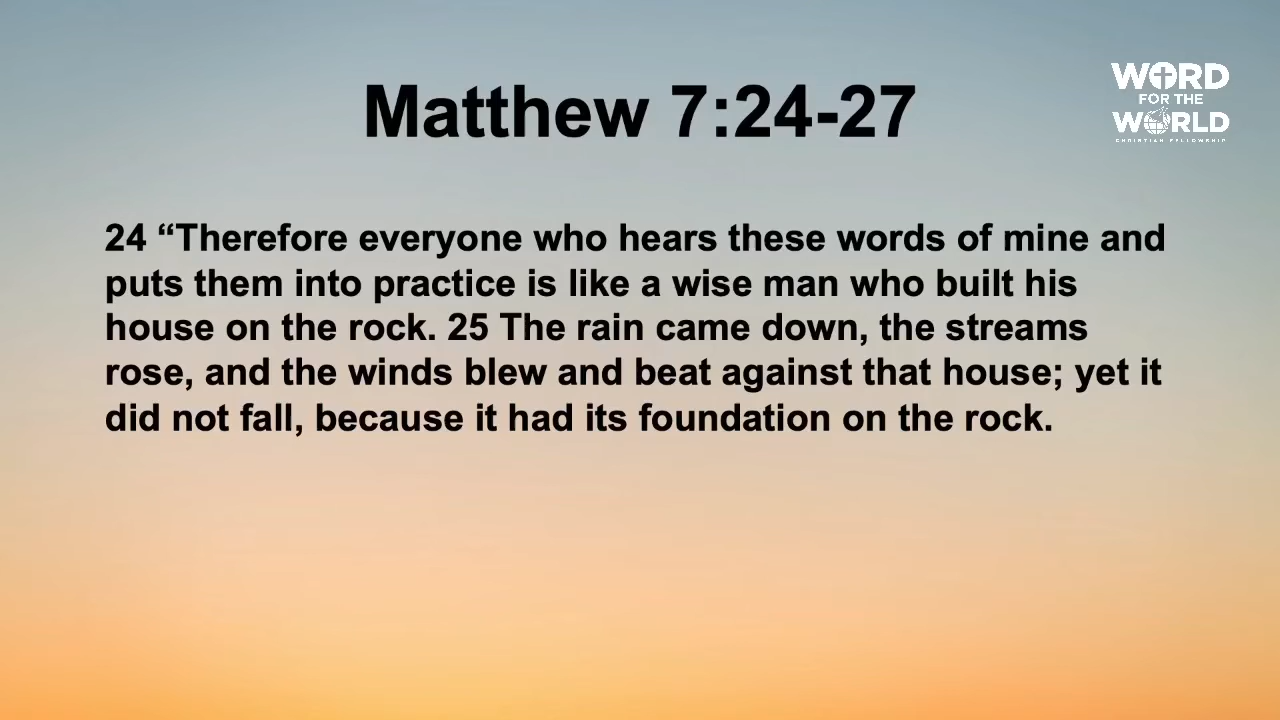 Matthew 7:24-27
WORD
FOR THE
WORLD
CHRISTIAN FELLOWSHIP
24 “Therefore everyone who hears these words of mine and
puts them into practice is like a wise man who built his
house on the rock. 25 The rain came down, the streams
rose, and the winds blew and beat against that house; yet it
did not fall, because it had its foundation on the rock.